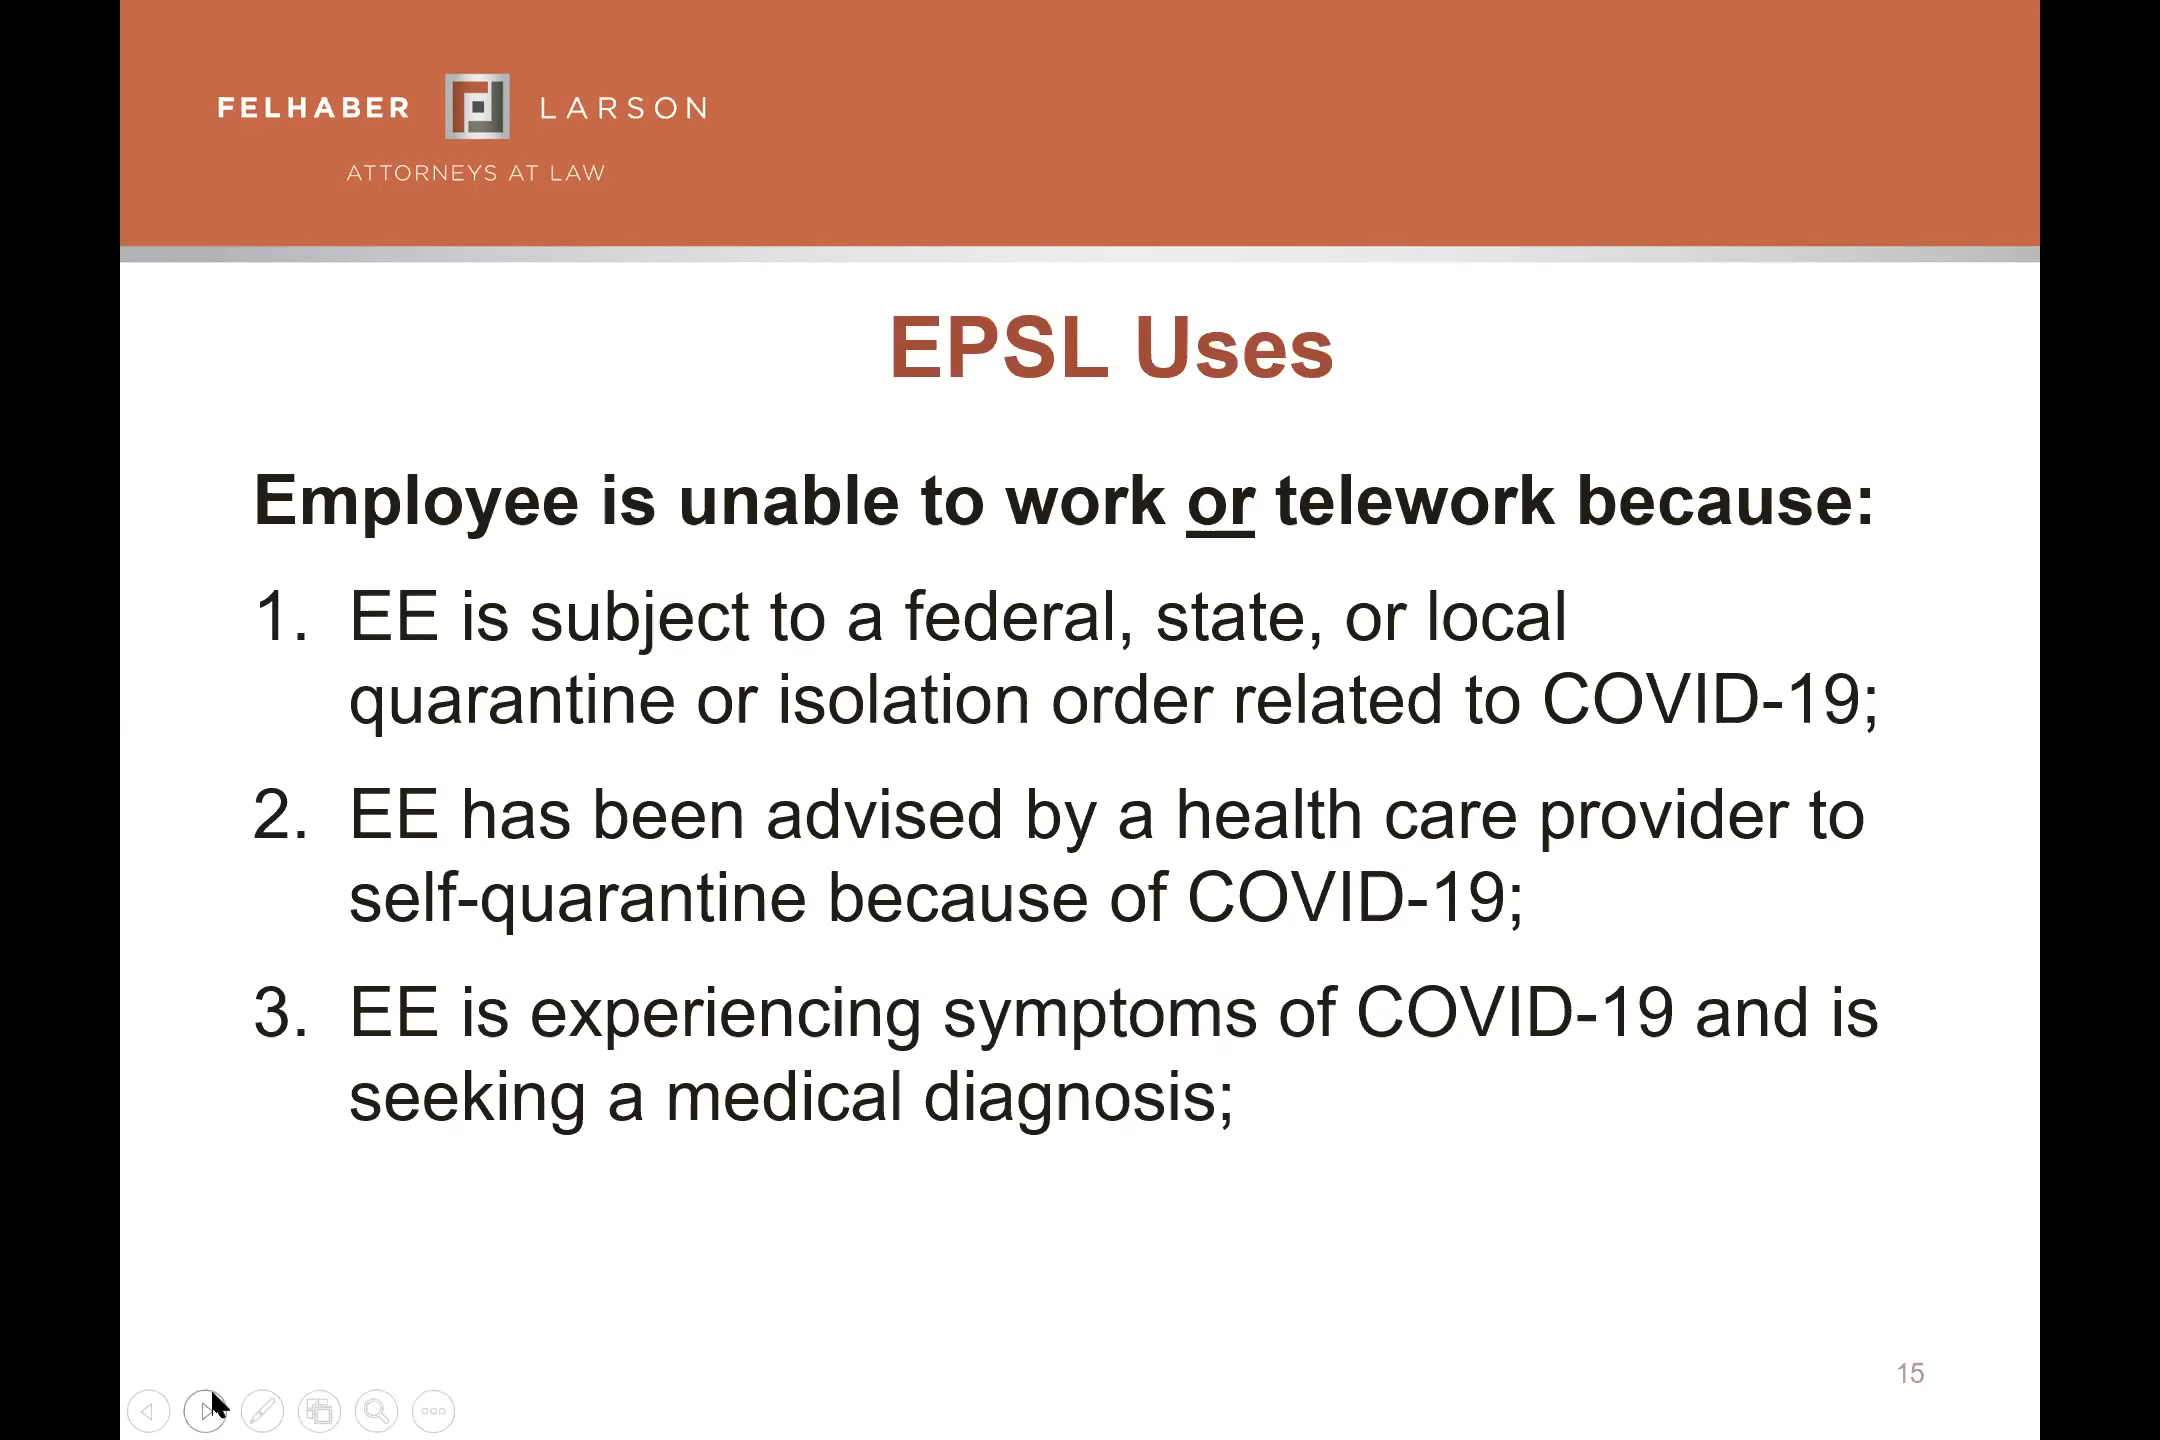 FELHABER LARSON
ATTORNEYS AT LAW
EPSL Uses
Employee is unable to work or telework because:
1. EE is subject to a federal, state, or local
quarantine or isolation order related to COVID-19;
2. EE has been advised by a health care provider to
self-quarantine because of COVID-19;
3. EE is experiencing symptoms of COVID-19 and is
seeking a medical diagnosis;
15